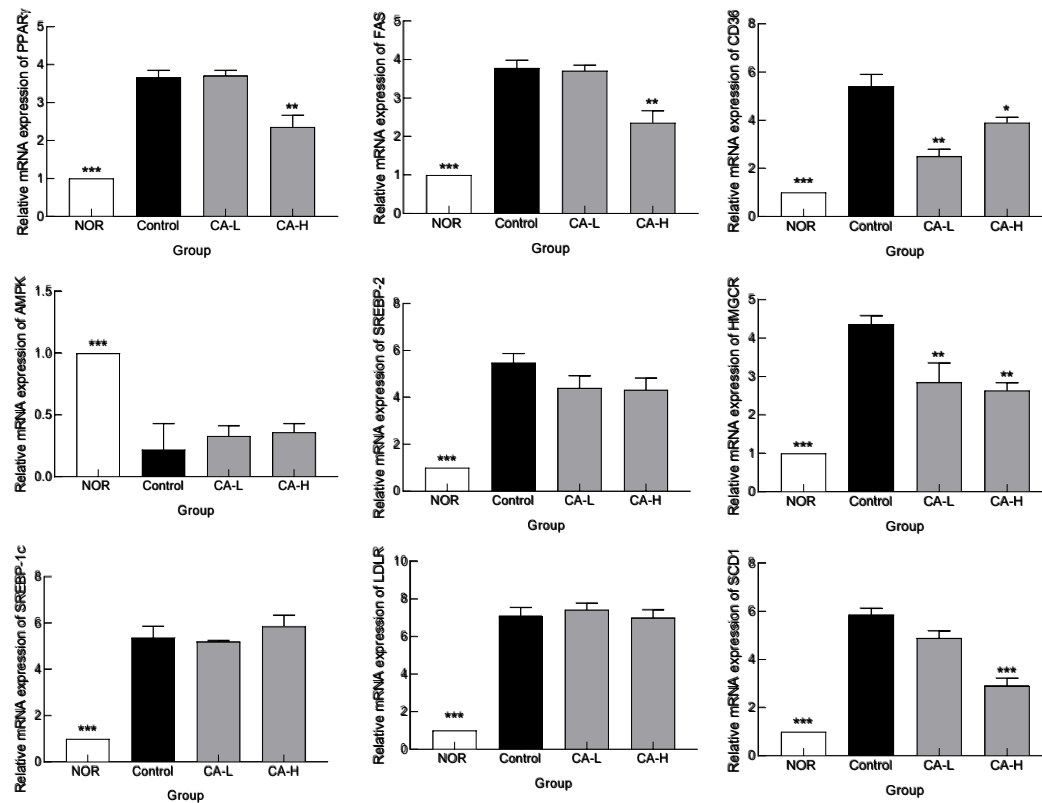 Relative mRNA expression of PPARγ
5
4
3
2
1
0
***
**
NOR Control CA-L CA-H
Group
Relative mRNA expression of FAS
5
4
3
2
1
0
***
**
NOR Control CA-L CA-H
Group
Relative mRNA expression of CD36
8
6
4
2
0
***
**
*
NOR Control CA-L CA-H
Group
Relative mRNA expression of AMPK
1.5
1.0
0.5
0.0
***
NOR Control CA-L CA-H
Group
Relative mRNA expression of SREBP-2
8
6
4
2
0
***
NOR Control CA-L CA-H
Group
Relative mRNA expression of HMGCR
5
4
3
2
1
0
***
**
**
NOR Control CA-L CA-H
Group
Relative mRNA expression of SREBP-1c
8
6
4
2
0
***
NOR Control CA-L CA-H
Group
Relative mRNA expression of LDLR
10
8
6
4
2
0
***
NOR Control CA-L CA-H
Group
Relative mRNA expression of SCD1
8
6
4
2
0
***
***
NOR Control CA-L CA-H
Group